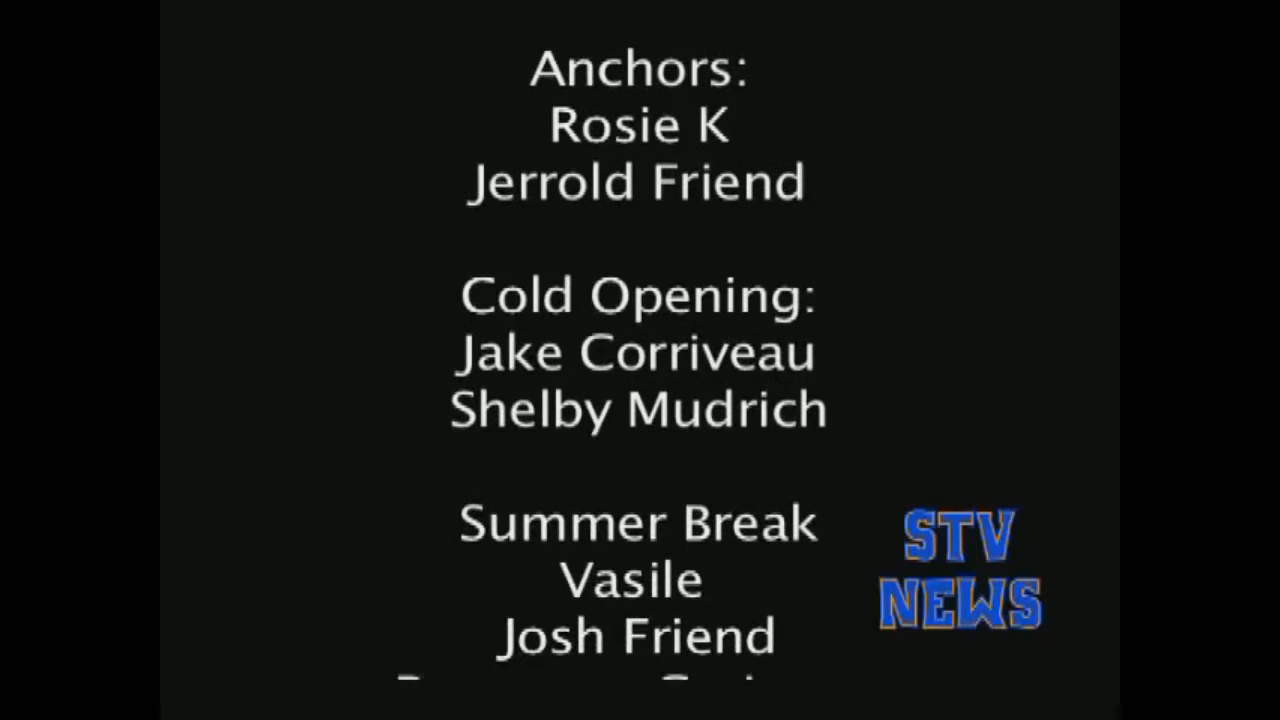 Anchors:
Rosie K
Jerrold Friend
Cold Opening:
Jake Corriveau
Shelby Mudrich
Summer Break
Vasile
Josh Friend
STV
NEWS